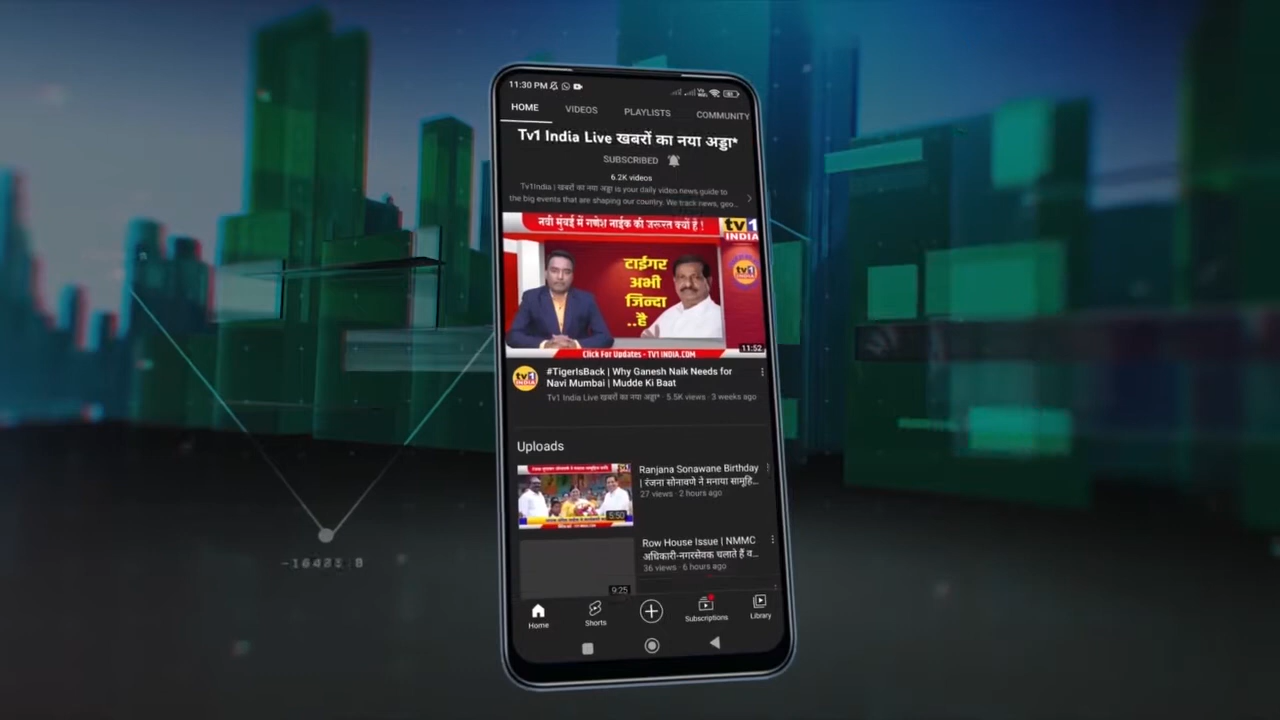 11:30 PM
HOME VIDEOS PLAYLISTS COMMUNITY
Tv1 India Live खबरों का नया अड्डा*
SUBSCRIBED
6.2K videos
Tv1India | खबरों का नया अड्डा is your daily video news guide to
the big events that are shaping our country. We track news, geo...
नवी मुंबई में गणेश नाईक की जरूरत क्यों है !
tv1
INDIA
टाईगर
अभी
जिन्दा
..है
tv1
11:52
Click For Updates - TV1 INDIA.COM
tv1
INDIA
#TigerIsBack | Why Ganesh Naik Needs for
Navi Mumbai | Mudde Ki Baat
Tv1 India Live खबरों का नया अड्डा* · 5.5K views · 3 weeks ago
Uploads
5:50
Ranjana Sonawane Birthday
| रंजना सोनावणे ने मनाया सामूहि...
27 views · 2 hours ago
9:25
Row House Issue | NMMC
अधिकारी-नगरसेवक चलाते हैं व...
36 views · 6 hours ago
Home Shorts Subscriptions Library